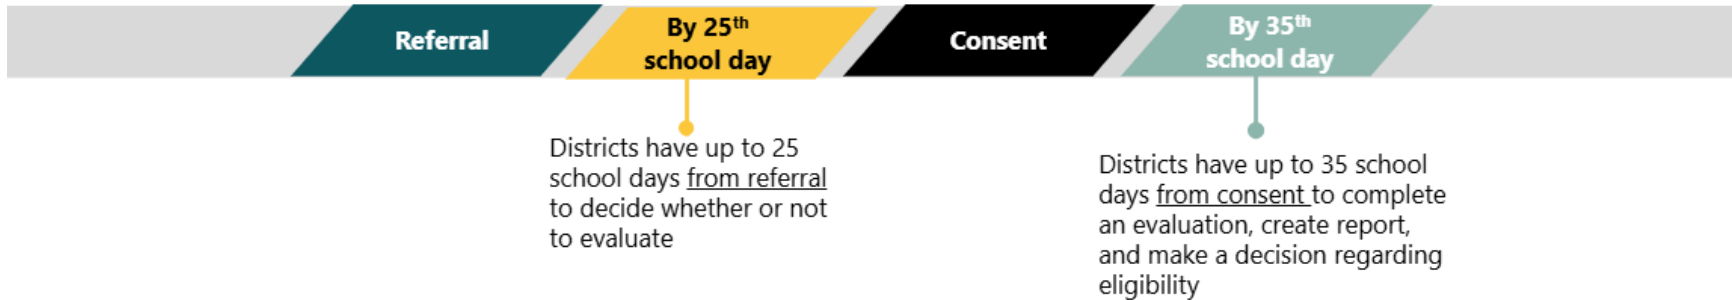 Referral
By 25th
school day
Consent
By 35th
school day
Districts have up to 25
school days from referral
to decide whether or not
to evaluate
Districts have up to 35 school
days from consent to complete
an evaluation, create report,
and make a decision regarding
eligibility